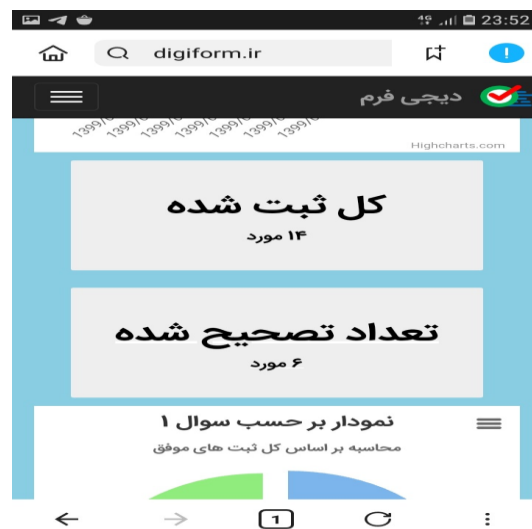 4G 23:52
digiform.ir
دیجی فرم
Highcharts.com
کل ثبت شده
۱۴ مورد
تعداد تصحیح شده
۶ مورد
نمودار بر حسب سوال ۱
محاسبه بر اساس کل ثبت های موفق
1